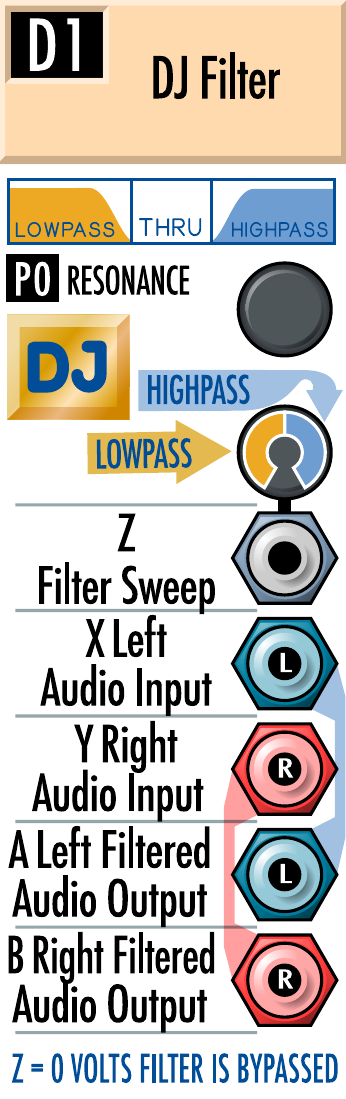 D1
DJ Filter
LOWPASS THRU HIGHPASS
P0 RESONANCE
DJ
HIGHPASS
LOWPASS
Z
Filter Sweep
X Left
Audio Input
L
Y Right
Audio Input
R
A Left Filtered
Audio Output
L
B Right Filtered
Audio Output
R
Z = 0 VOLTS FILTER IS BYPASSED